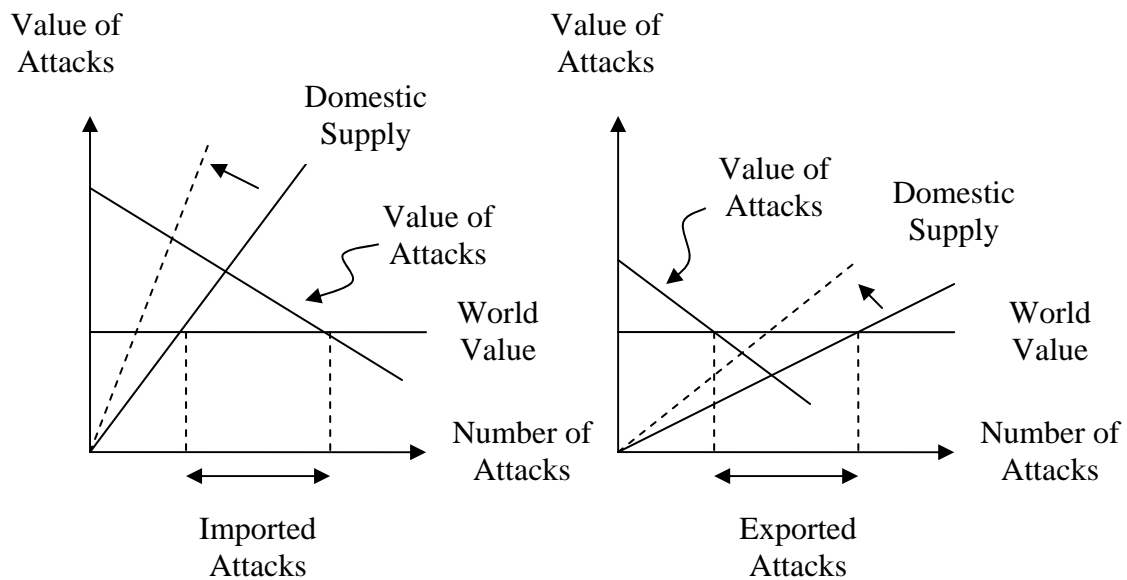 Value of
Attacks
Domestic
Supply
Value of
Attacks
World
Value
Number of
Attacks
Imported
Attacks
Value of
Attacks
Value of
Attacks
Domestic
Supply
World
Value
Number of
Attacks
Exported
Attacks